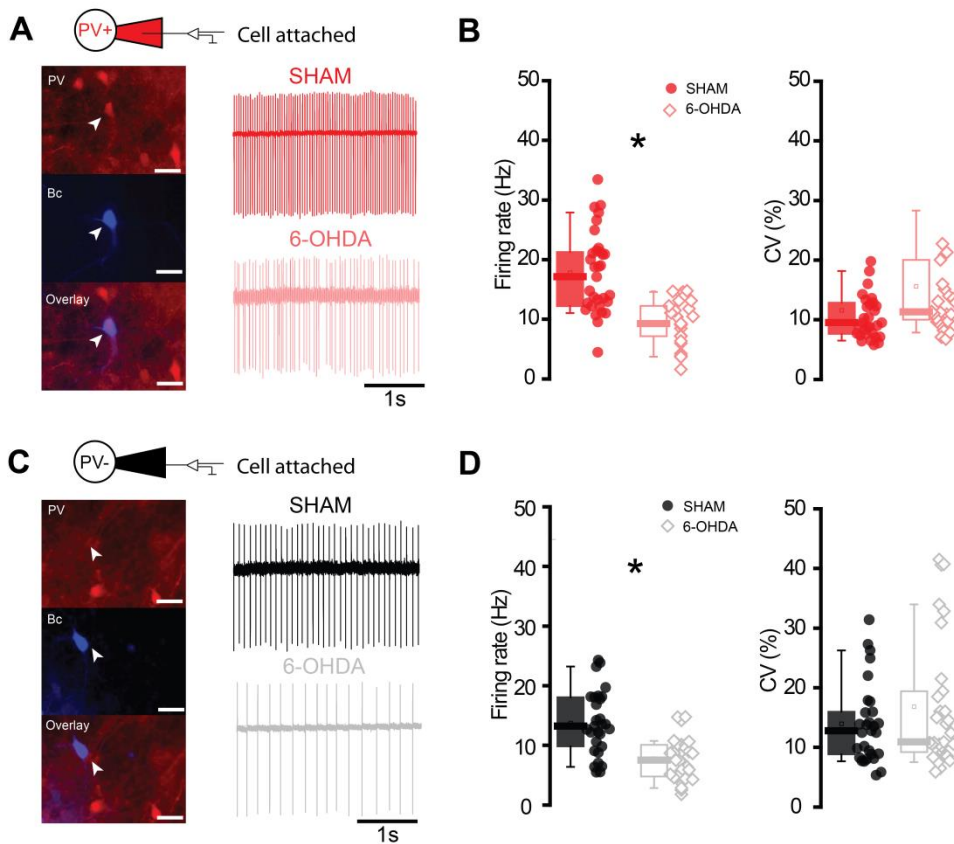 A
PV+
Cell attached
PV
Bc
Overlay
SHAM
6-OHDA
1s
B
SHAM
6-OHDA
*
Firing rate (Hz)
50
40
30
20
10
0
CV (%)
50
40
30
20
10
0
C
PV-
Cell attached
PV
Bc
Overlay
SHAM
6-OHDA
1s
D
SHAM
6-OHDA
*
Firing rate (Hz)
50
40
30
20
10
0
SHAM
6-OHDA
CV (%)
50
40
30
20
10
0